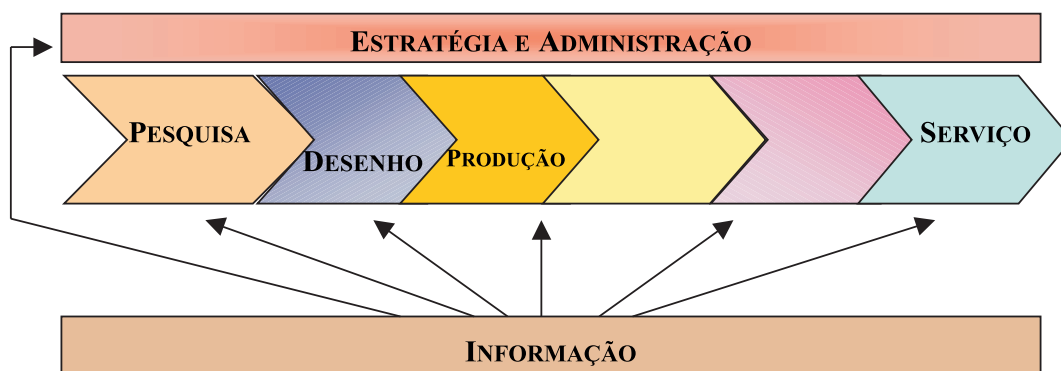 ESTRATÉGIA E ADMINISTRAÇÃO
PESQUISA
DESENHO
PRODUÇÃO
SERVIÇO
INFORMAÇÃO